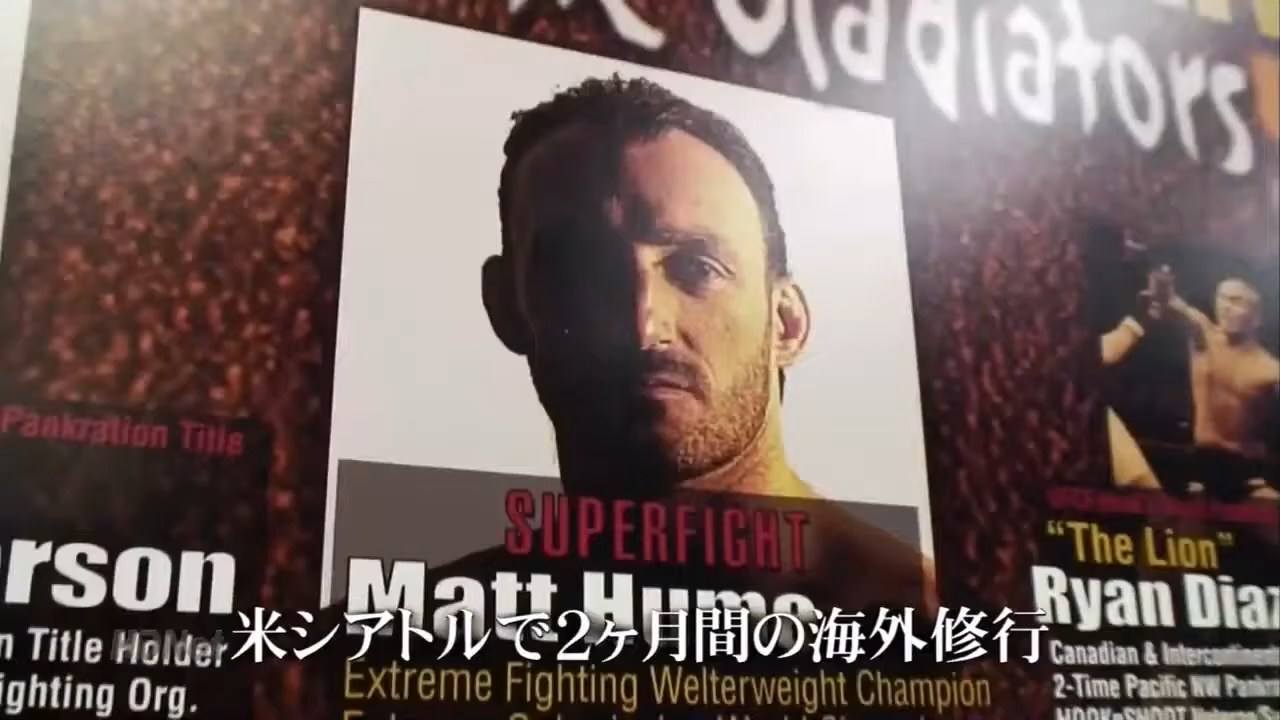 Gladiators
Pankration Title
SUPERFIGHT
"The Lion"
rson
Matt Hume
Ryan Diaz
米シアトルで2ヶ月間の海外修行
n Title Holder
Canadian &
Extreme Fighting Welterweight Champion
2-Time Pacific NW
ighting Org.